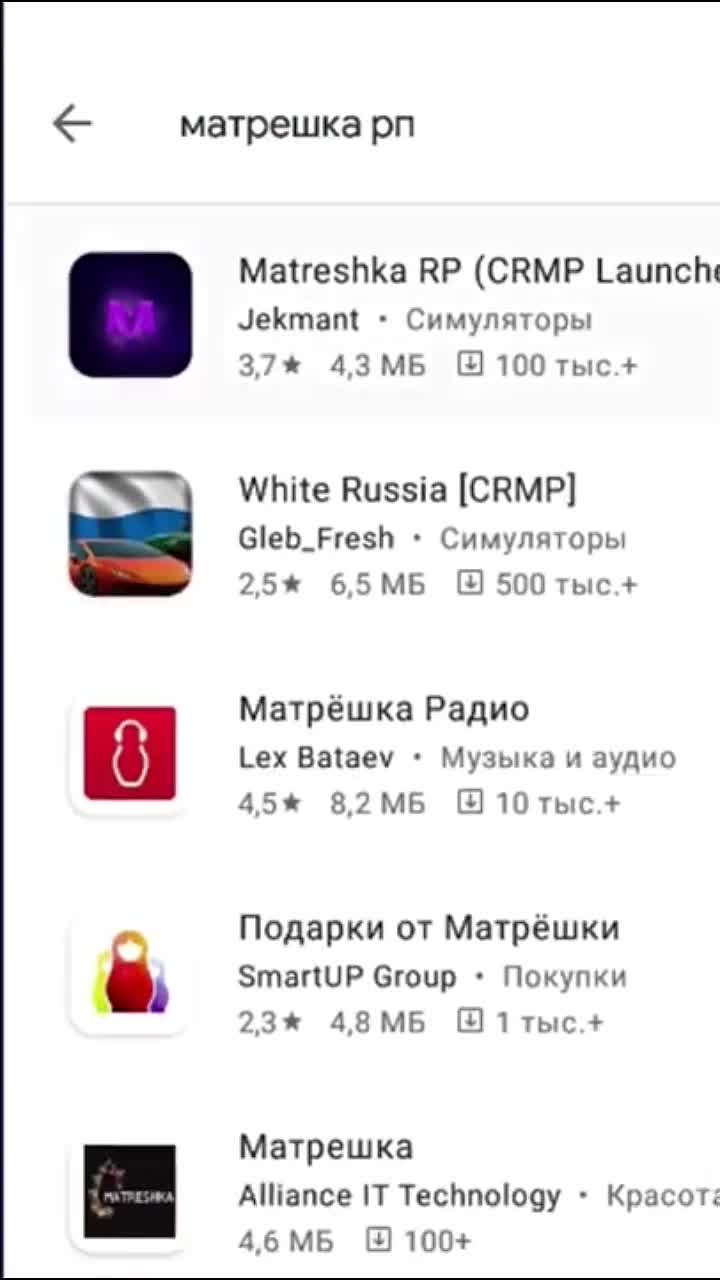 матрешка рп
Matreshka RP (CRMP Launche
Jekmant • Симуляторы
3,7★ 4,3 МБ 100 тыс.+
White Russia [CRMP]
Gleb_Fresh • Симуляторы
2,5★ 6,5 МБ 500 тыс.+
Матрёшка Радио
Lex Bataev • Музыка и аудио
4,5★ 8,2 МБ 10 тыс.+
Подарки от Матрёшки
SmartUP Group • Покупки
2,3★ 4,8 МБ 1 тыс.+
Матрешка
Alliance IT Technology • Красота
4,6 МБ 100+
M
MATRESHKA